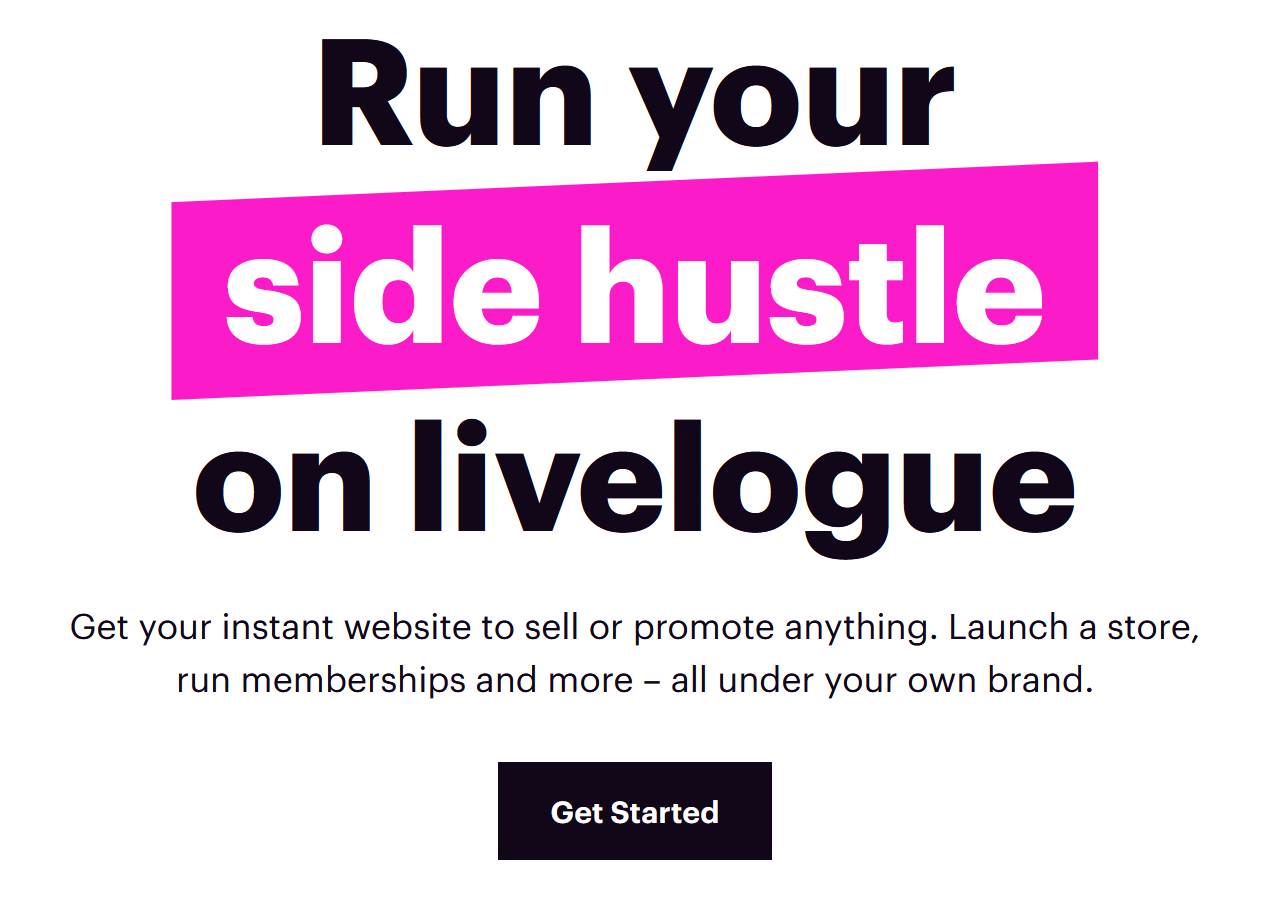 Run your
side hustle
on livelogue
Get your instant website to sell or promote anything. Launch a store,
run memberships and more – all under your own brand.
Get Started